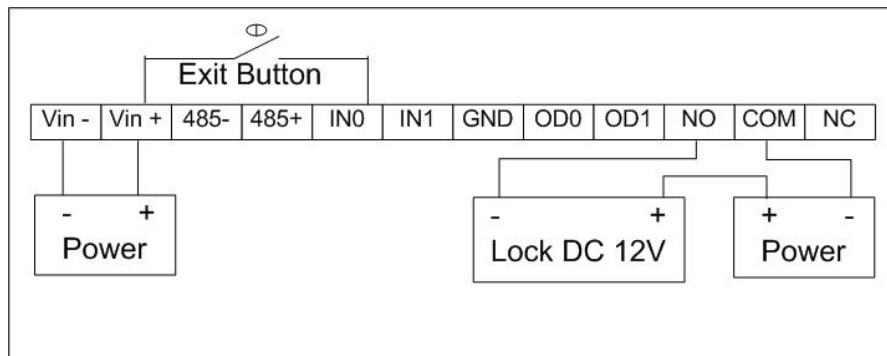 Exit Button
Vin - Vin + 485- 485+ IN0 IN1 GND OD0 OD1 NO COM NC
- + - + + -
Power Lock DC 12V Power